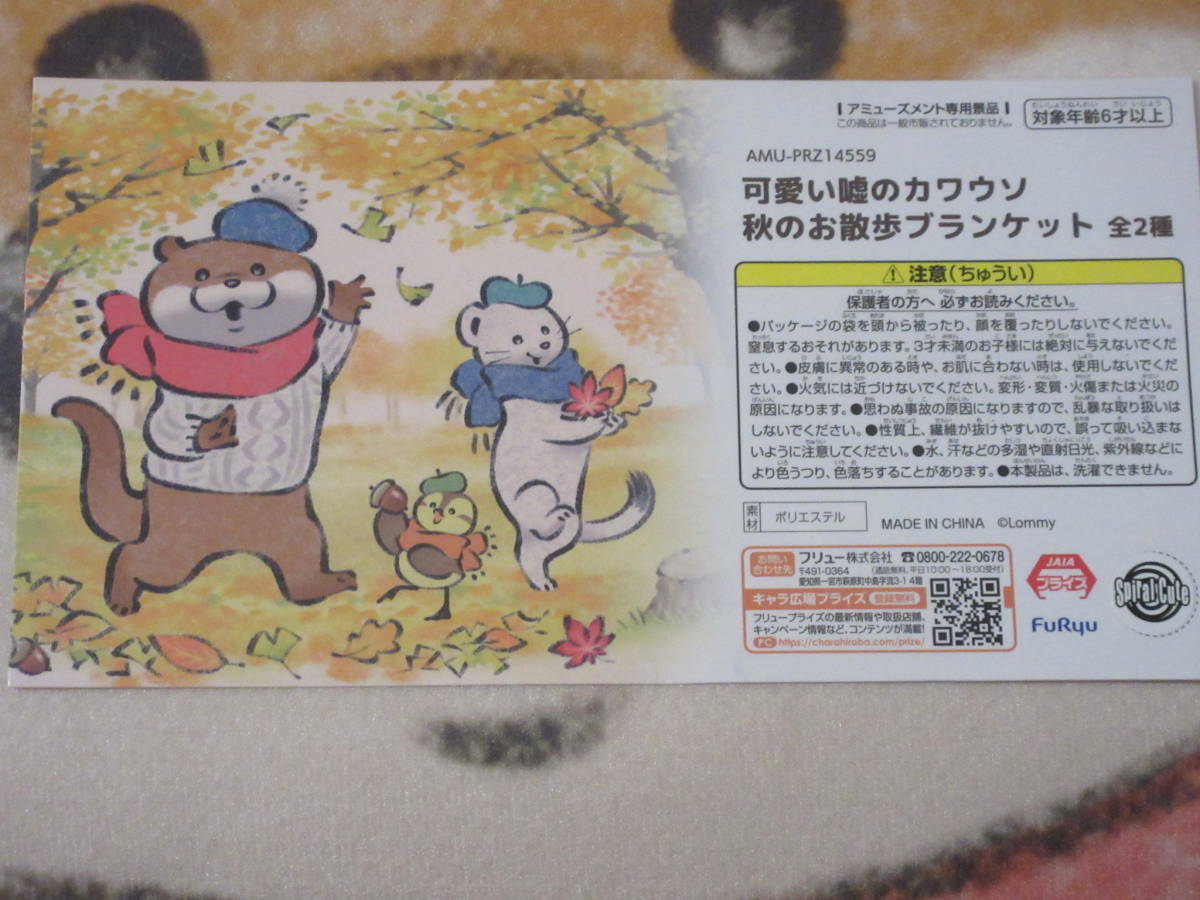 アミューズメント専用景品
この商品は一般市販されておりません。
対象年齢6才以上
AMU-PRZ14559
可愛い嘘のカワウソ
秋のお散歩ブランケット 全2種
⚠注意(ちゅうい)
保護者の方へ 必ずお読みください。
●パッケージの袋を頭から被ったり、顔を覆ったりしないでください。
窒息するおそれがあります。3才未満のお子様には絶対に与えないでくだ
さい。●皮膚に異常のある時や、お肌に合わない時は、使用しないでくだ
さい。●火気には近づけないでください。変形・変質・火傷または火災の
原因になります。●思わぬ事故の原因になりますので、乱暴な取り扱いは
しないでください。●性質上、繊維が抜けやすいので、誤って吸い込まな
いように注意してください。●水、汗などの多湿や直射日光、紫外線などに
より色うつり、色落ちすることがあります。●本製品は、洗濯できません。
素材 ポリエステル MADE IN CHINA ©Lommy
お問い合わせ先 フリュー株式会社 ☎0800-222-0678
〒491-0364 (通話無料、平日10:00~18:00受付)
愛知県一宮市萩原町中島宇流3-1 4階
キャラ広場プライズ 登録無料
フリュープライズの最新情報や取扱店舗、
キャンペーン情報など、コンテンツが満載!
PC https://charahiroba.com/prize/
JAIA
プライズ
FuRyu
Spiral Cute